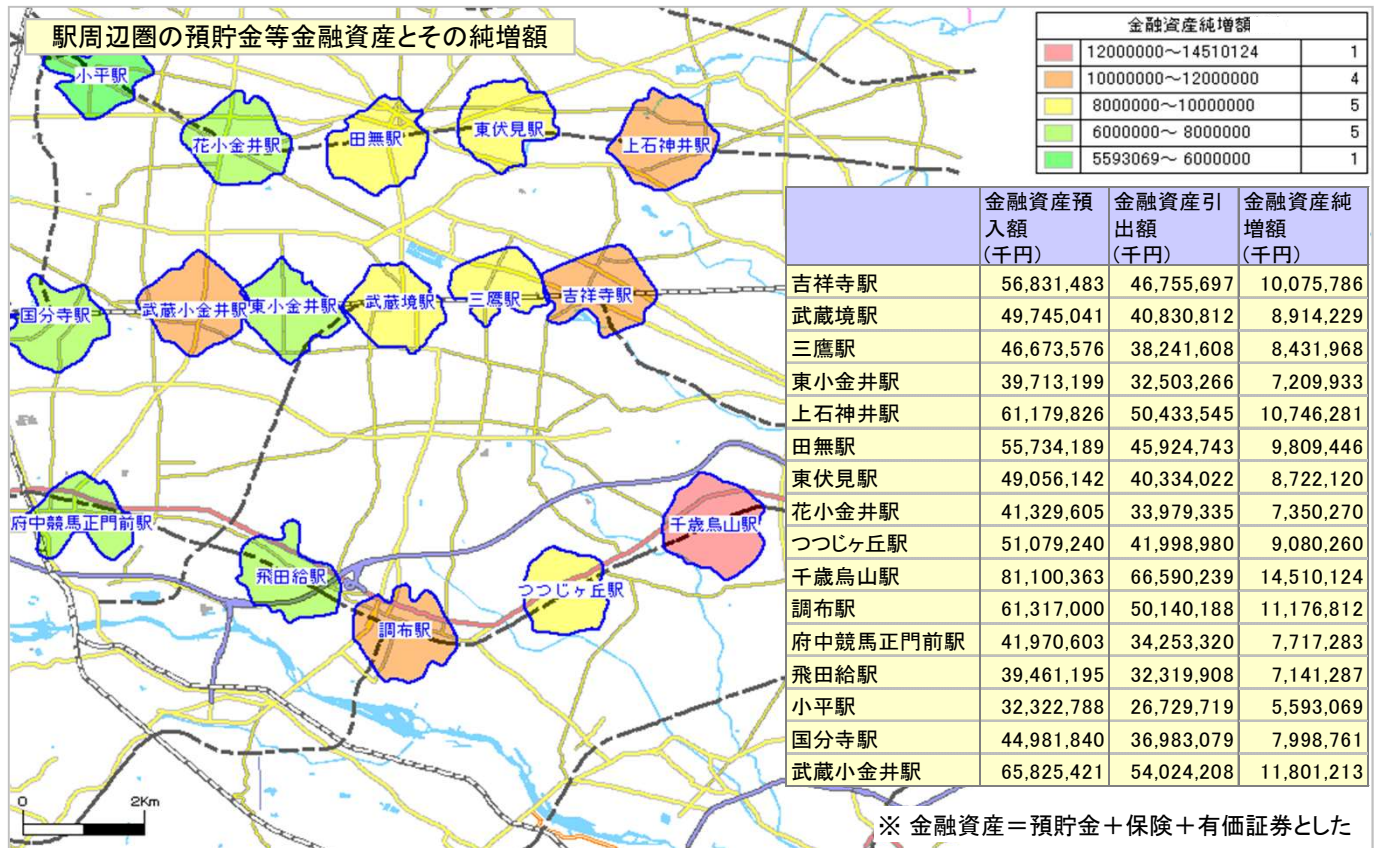 駅周辺圏の預貯金等金融資産とその純増額
金融資産純増額
12000000～14510124 1
10000000～12000000 4
8000000～10000000 5
6000000～ 8000000 5
5593069～ 6000000 1
小平駅
花小金井駅
田無駅
東伏見駅
上石神井駅
国分寺駅
武蔵小金井駅
東小金井駅
武蔵境駅
三鷹駅
吉祥寺駅
府中競馬正門前駅
飛田給駅
調布駅
つつじヶ丘駅
千歳烏山駅
0 2Km
金融資産預入額(千円) 金融資産引出額(千円) 金融資産純増額(千円)
吉祥寺駅 56,831,483 46,755,697 10,075,786
武蔵境駅 49,745,041 40,830,812 8,914,229
三鷹駅 46,673,576 38,241,608 8,431,968
東小金井駅 39,713,199 32,503,266 7,209,933
上石神井駅 61,179,826 50,433,545 10,746,281
田無駅 55,734,189 45,924,743 9,809,446
東伏見駅 49,056,142 40,334,022 8,722,120
花小金井駅 41,329,605 33,979,335 7,350,270
つつじヶ丘駅 51,079,240 41,998,980 9,080,260
千歳烏山駅 81,100,363 66,590,239 14,510,124
調布駅 61,317,000 50,140,188 11,176,812
府中競馬正門前駅 41,970,603 34,253,320 7,717,283
飛田給駅 39,461,195 32,319,908 7,141,287
小平駅 32,322,788 26,729,719 5,593,069
国分寺駅 44,981,840 36,983,079 7,998,761
武蔵小金井駅 65,825,421 54,024,208 11,801,213
※ 金融資産＝預貯金＋保険＋有価証券とした